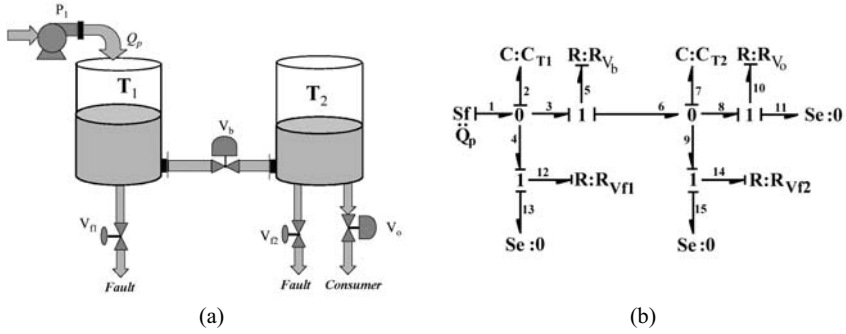 P1
Qp
T1
T2
Vb
Vf1
Vf2
Vo
Fault
Fault
Consumer
(a)
C:CT1
R:RVb
C:CT2
R:RVo
2
5
7
10
Sf
1
0
3
1
6
0
8
1
11
Se:0
Q̈p
4
9
1
12
R:RVf1
1
14
R:RVf2
13
15
Se:0
Se:0
(b)